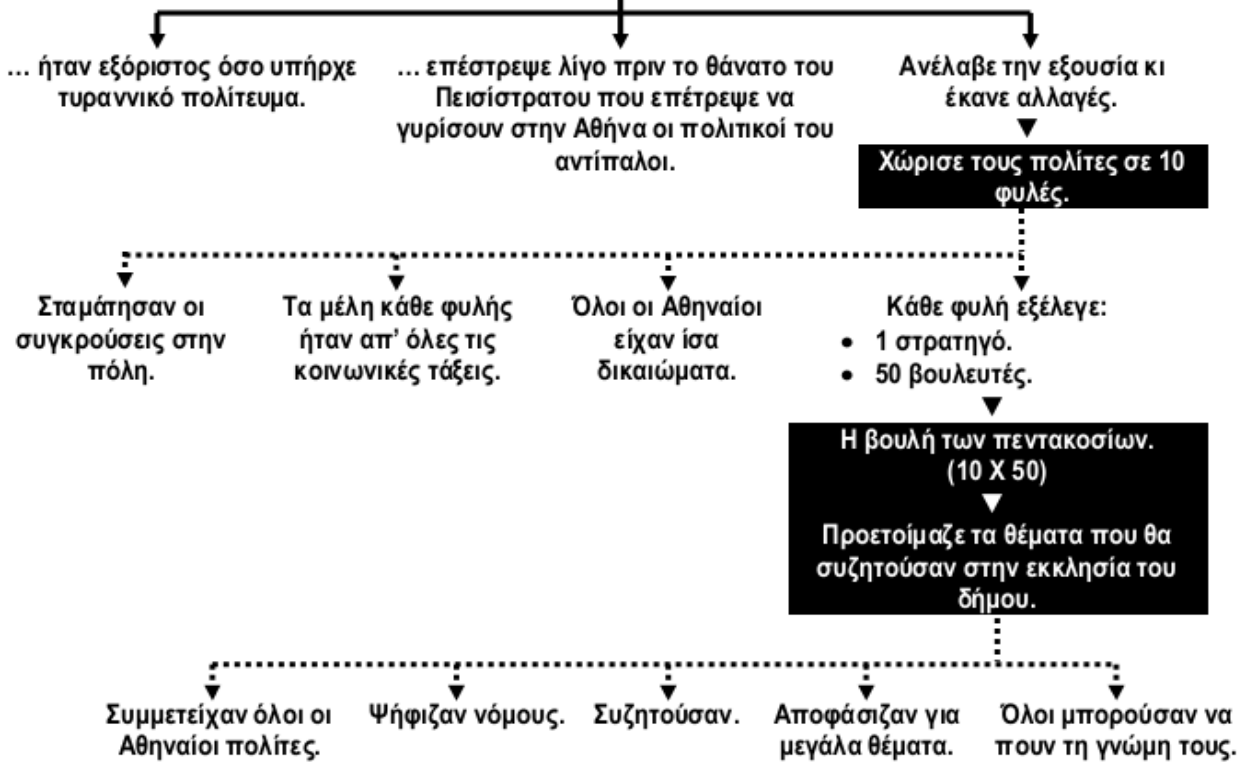 ... ήταν εξόριστος όσο υπήρχε
τυραννικό πολίτευμα.
... επέστρεψε λίγο πριν το θάνατο του
Πεισίστρατου που επέτρεψε να
γυρίσουν στην Αθήνα οι πολιτικοί του
αντίπαλοι.
Ανέλαβε την εξουσία κι
έκανε αλλαγές.
Χώρισε τους πολίτες σε 10
φυλές.
Σταμάτησαν οι
συγκρούσεις στην
πόλη.
Τα μέλη κάθε φυλής
ήταν απ' όλες τις
κοινωνικές τάξεις.
Όλοι οι Αθηναίοι
είχαν ίσα
δικαιώματα.
Κάθε φυλή εξέλεγε:
• 1 στρατηγό.
• 50 βουλευτές.
Η βουλή των πεντακοσίων.
(10 Χ 50)
Προετοίμαζε τα θέματα που θα
συζητούσαν στην εκκλησία του
δήμου.
Συμμετείχαν όλοι οι
Αθηναίοι πολίτες.
Ψήφιζαν νόμους.
Συζητούσαν.
Αποφάσιζαν για
μεγάλα θέματα.
Όλοι μπορούσαν να
πουν τη γνώμη τους.